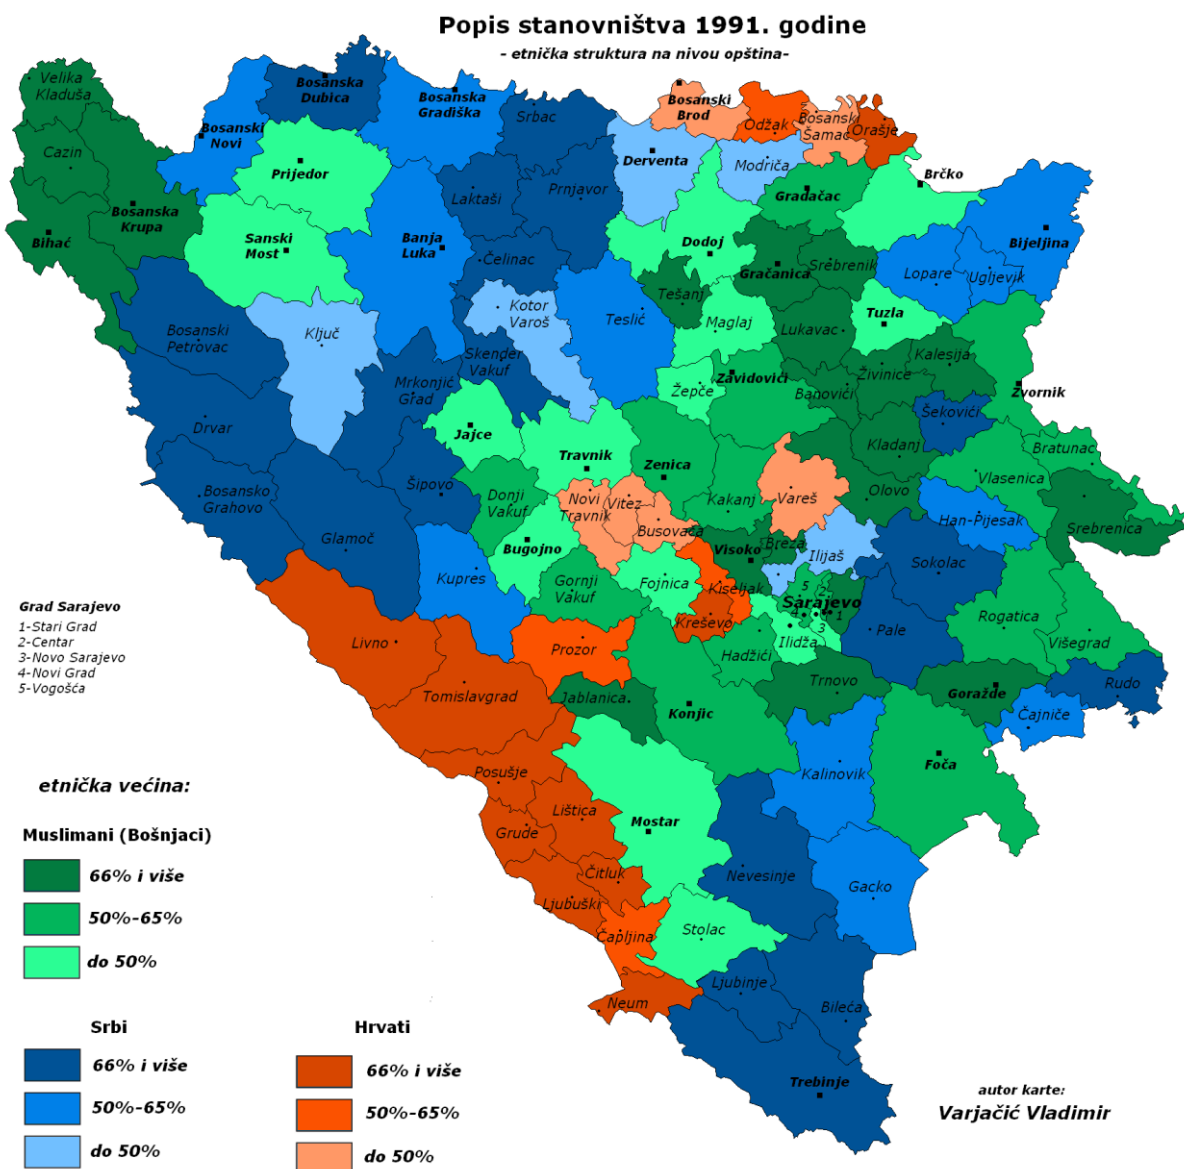 Popis stanovništva 1991. godine
- etnička struktura na nivou opština-
Velika
Kladuša
Cazin
Bihać
Bosanska
Krupa
Bosanski
Novi
Bosanska
Dubica
Bosanska
Gradiška
Srbac
Prijedor
Sanski
Most
Banja
Luka
Laktaši
Prnjavor
Čelinac
Derventa
Bosanski
Brod
Odžak
Bosanski
Šamac
Orašje
Modriča
Gradačac
Brčko
Bijeljina
Lopare
Ugljevik
Dodoj
Gračanica
Srebrenik
Tešanj
Maglaj
Lukavac
Tuzla
Teslić
Kotor
Varoš
Skender
Vakuf
Ključ
Bosanski
Petrovac
Mrkonjić
Grad
Drvar
Bosansko
Grahovo
Glamoč
Šipovo
Jajce
Travnik
Zenica
Žepče
Zavidovići
Banovići
Živinice
Kalesija
Zvornik
Šekovići
Kladanj
Vlasenica
Bratunac
Srebrenica
Olovo
Vareš
Kakanj
Donji
Vakuf
Novi
Travnik
Vitez
Busovača
Bugojno
Gornji
Vakuf
Fojnica
Kiseljak
Kreševo
Visoko
Breza
Ilijaš
Han-Pijesak
Sokolac
Rogatica
Višegrad
Pale
Sarajevo
5
2
4
3
1
Ilidža
Hadžići
Trnovo
Goražde
Rudo
Čajniče
Foča
Kalinovik
Kupres
Livno
Tomislavgrad
Prozor
Jablanica
Konjic
Posušje
Lištica
Grude
Čitluk
Ljubuški
Mostar
Čapljina
Stolac
Neum
Nevesinje
Gacko
Ljubinje
Bileća
Trebinje
Grad Sarajevo
1-Stari Grad
2-Centar
3-Novo Sarajevo
4-Novi Grad
5-Vogošća
etnička većina:
Muslimani (Bošnjaci)
66% i više
50%-65%
do 50%
Srbi
66% i više
50%-65%
do 50%
Hrvati
66% i više
50%-65%
do 50%
autor karte:
Varjačić Vladimir